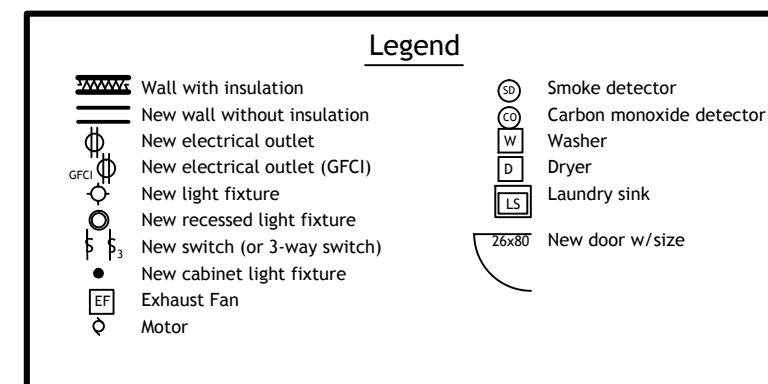 Legend
Wall with insulation
New wall without insulation
New electrical outlet
GFCI New electrical outlet (GFCI)
New light fixture
New recessed light fixture
S S3 New switch (or 3-way switch)
New cabinet light fixture
EF Exhaust Fan
Motor
SD Smoke detector
CO Carbon monoxide detector
W Washer
D Dryer
LS Laundry sink
26x80 New door w/size